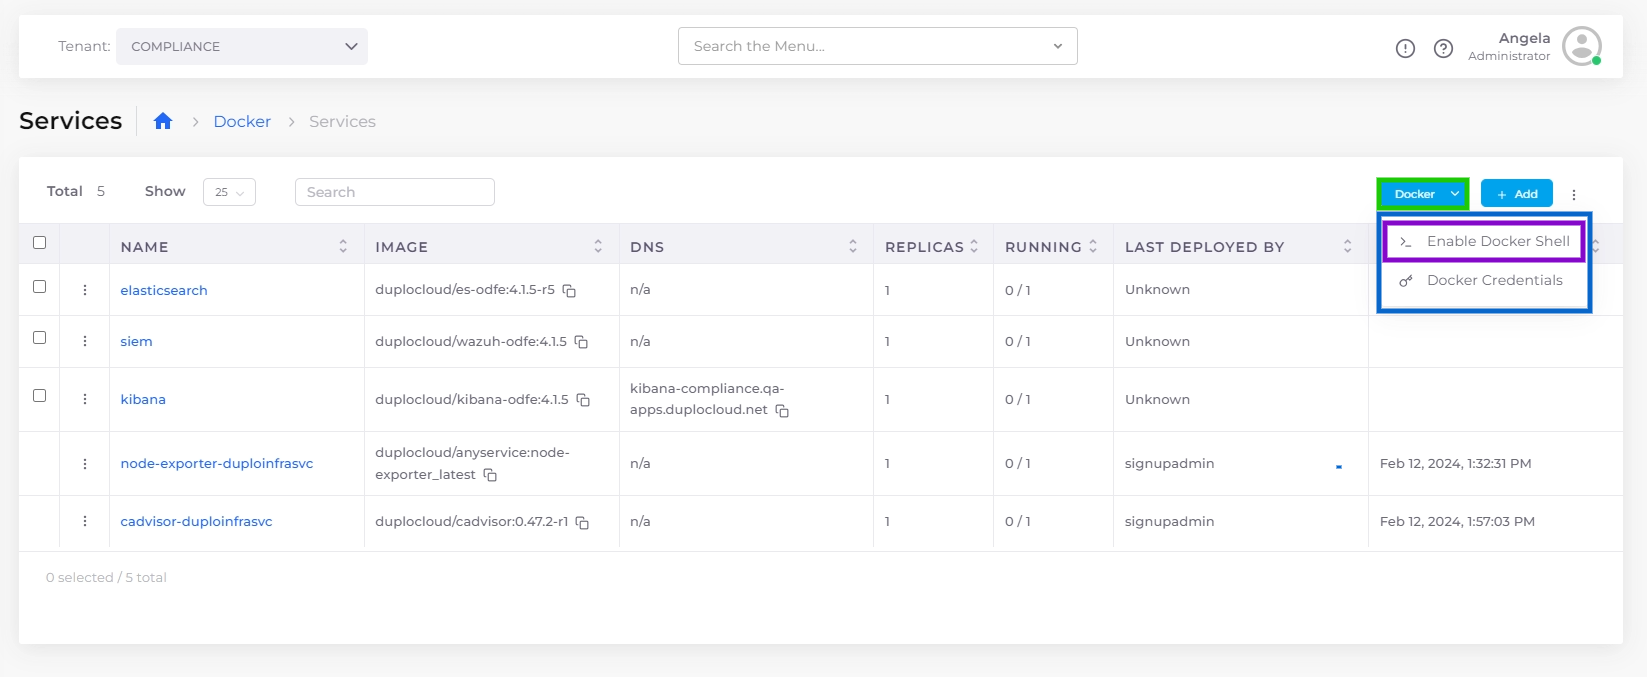 Tenant: COMPLIANCE Search the Menu... Angela
Administrator
Services Docker Services
Total 5 Show 25 Search Docker + Add
NAME IMAGE DNS REPLICAS RUNNING LAST DEPLOYED BY
Enable Docker Shell
Docker Credentials
elasticsearch duplocloud/es-odfe:4.1.5-r5 n/a 1 0 / 1 Unknown
siem duplocloud/wazuh-odfe:4.1.5 n/a 1 0 / 1 Unknown
kibana duplocloud/kibana-odfe:4.1.5 kibana-compliance.qa-
apps.duplocloud.net 1 0 / 1 Unknown
node-exporter-duploinfrasvc duplocloud/anyservice:node-
exporter_latest n/a 1 0 / 1 signupadmin Feb 12, 2024, 1:32:31 PM
cadvisor-duploinfrasvc duplocloud/cadvisor:0.47.2-r1 n/a 1 0 / 1 signupadmin Feb 12, 2024, 1:57:03 PM
0 selected / 5 total